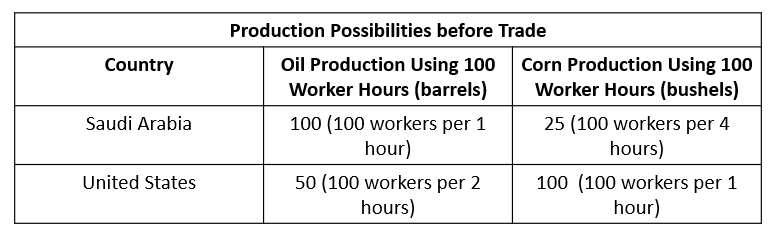 Production Possibilities before Trade
Country
Oil Production Using 100
Worker Hours (barrels)
Corn Production Using 100
Worker Hours (bushels)
Saudi Arabia
100 (100 workers per 1
hour)
25 (100 workers per 4
hours)
United States
50 (100 workers per 2
hours)
100  (100 workers per 1
hour)